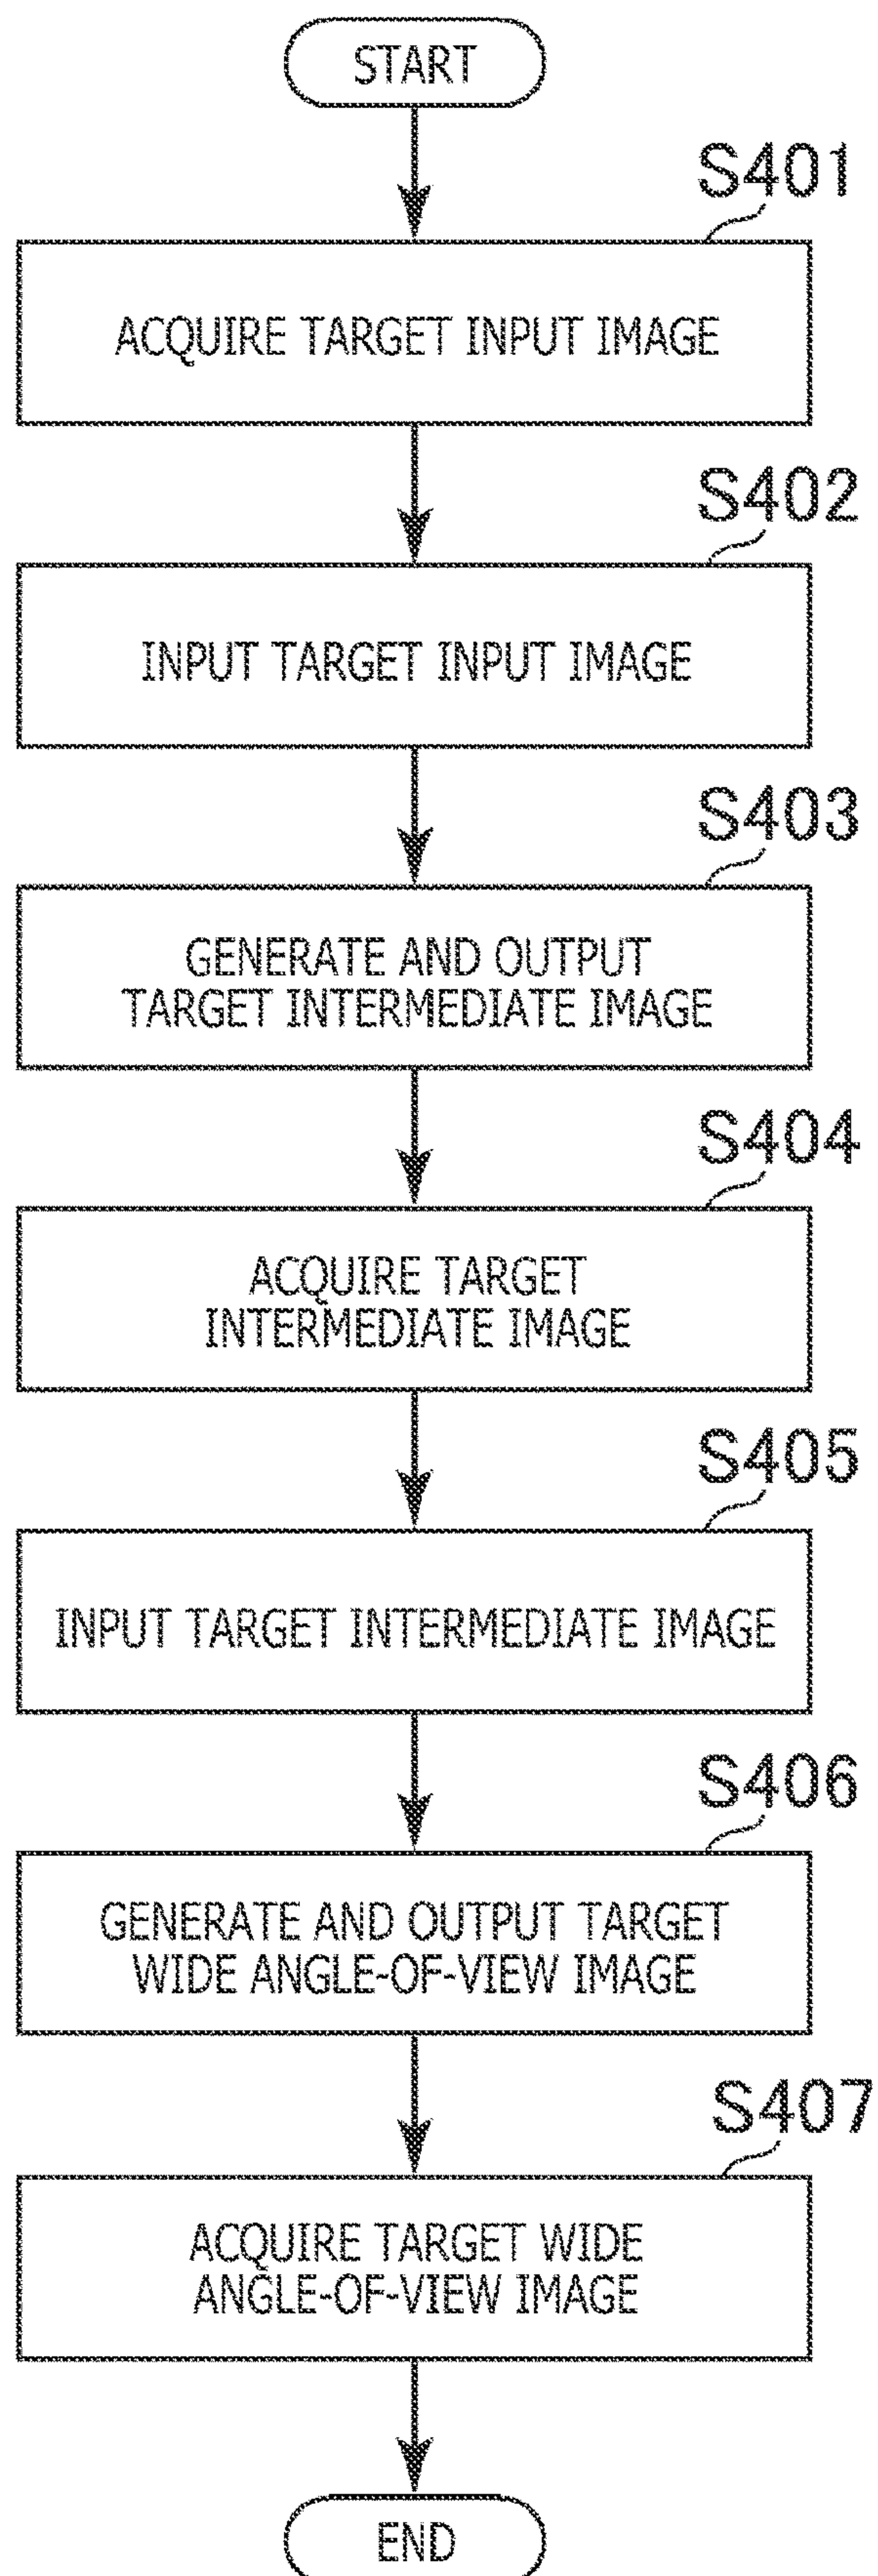 START
S401
ACQUIRE TARGET INPUT IMAGE
S402
INPUT TARGET INPUT IMAGE
S403
GENERATE AND OUTPUT
TARGET INTERMEDIATE IMAGE
S404
ACQUIRE TARGET
INTERMEDIATE IMAGE
S405
INPUT TARGET INTERMEDIATE IMAGE
S406
GENERATE AND OUTPUT TARGET
WIDE ANGLE-OF-VIEW IMAGE
S407
ACQUIRE TARGET WIDE
ANGLE-OF-VIEW IMAGE
END